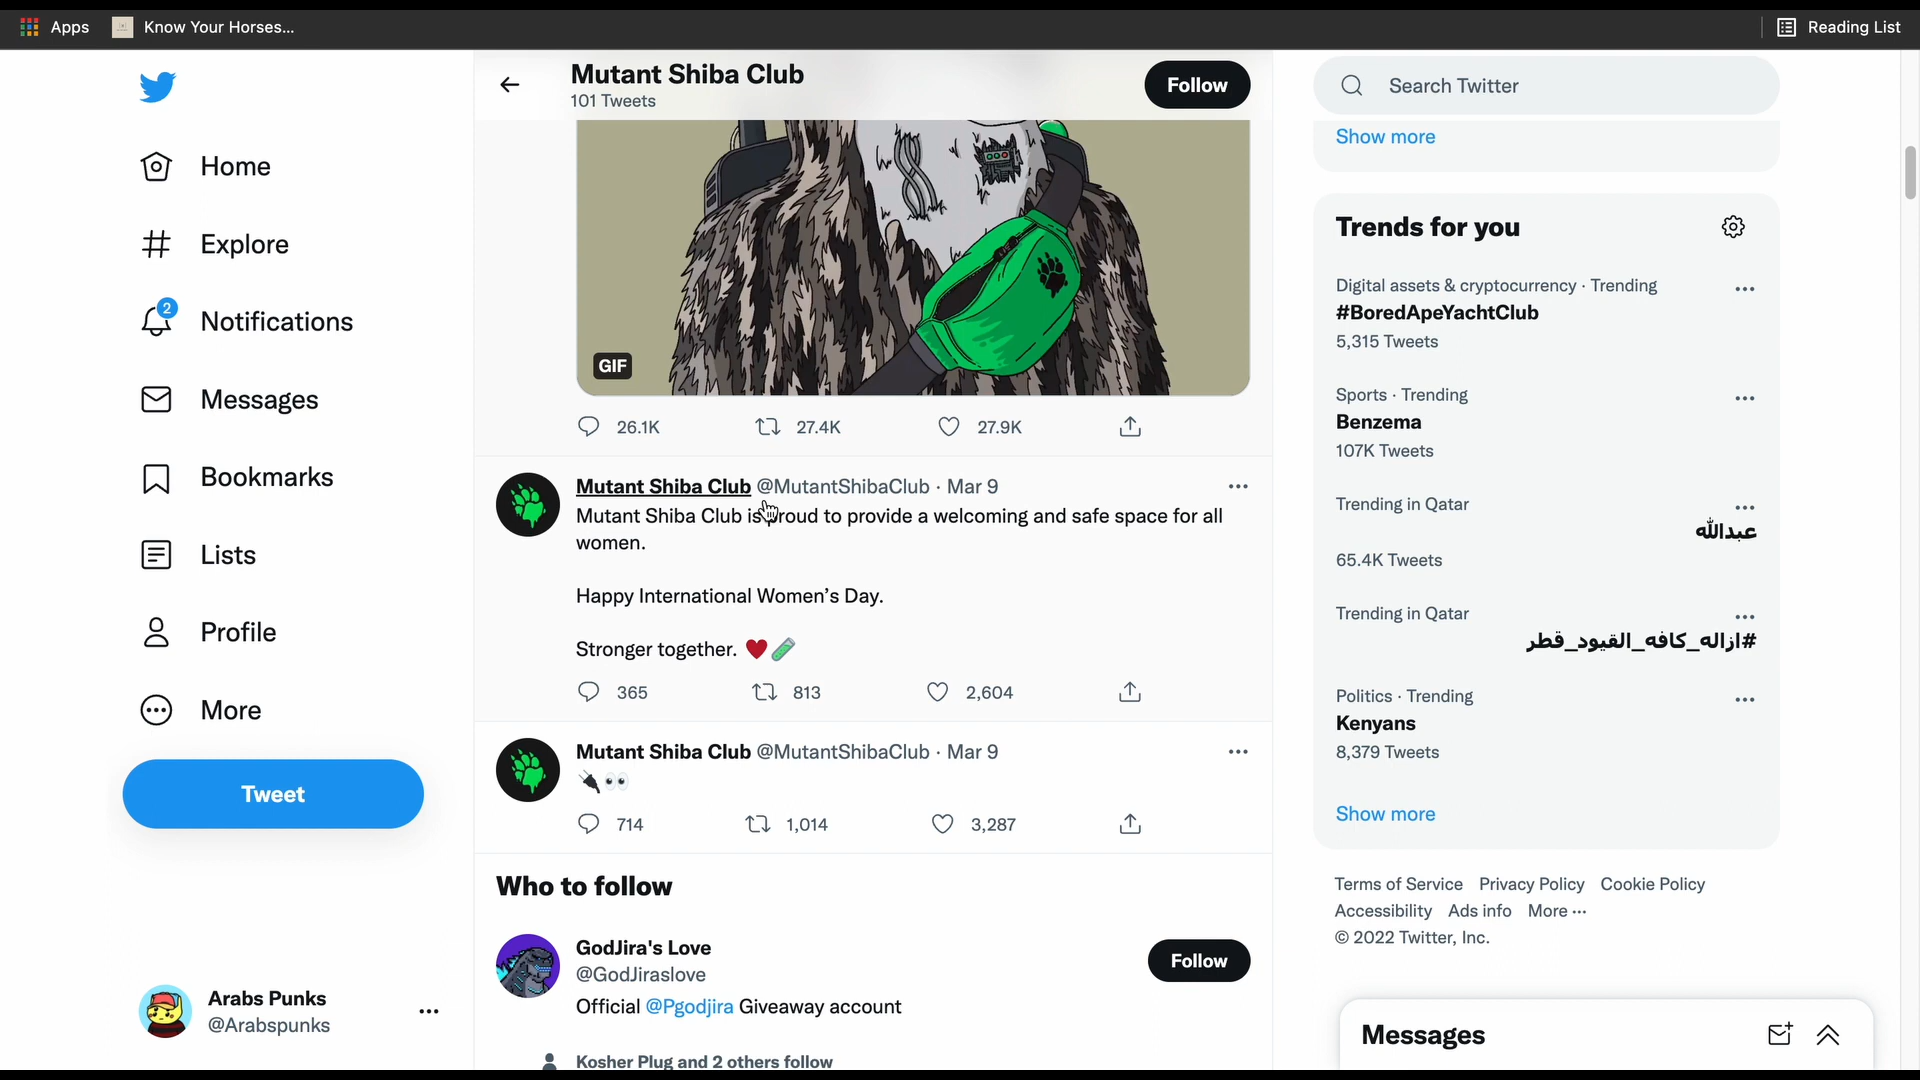 Apps
Know Your Horses...
Reading List
Home
Explore
2
Notifications
Messages
Bookmarks
Lists
Profile
More
Tweet
Arabs Punks
@Arabspunks
Mutant Shiba Club
101 Tweets
Follow
GIF
26.1K 27.4K 27.9K
Mutant Shiba Club @MutantShibaClub · Mar 9
Mutant Shiba Club is proud to provide a welcoming and safe space for all
women.
Happy International Women's Day.
Stronger together. ❤️🧪
365 813 2,604
Mutant Shiba Club @MutantShibaClub · Mar 9
🔌👀
714 1,014 3,287
Who to follow
GodJira's Love
@GodJiraslove
Follow
Official @Pgodjira Giveaway account
Kosher Plug and 2 others follow
Search Twitter
Show more
Trends for you
Digital assets & cryptocurrency · Trending
#BoredApeYachtClub
5,315 Tweets
Sports · Trending
Benzema
107K Tweets
Trending in Qatar
عبدالله
65.4K Tweets
Trending in Qatar
#ازاله_كافه_القيود_قطر
Politics · Trending
Kenyans
8,379 Tweets
Show more
Terms of Service Privacy Policy Cookie Policy
Accessibility Ads info More ···
© 2022 Twitter, Inc.
Messages